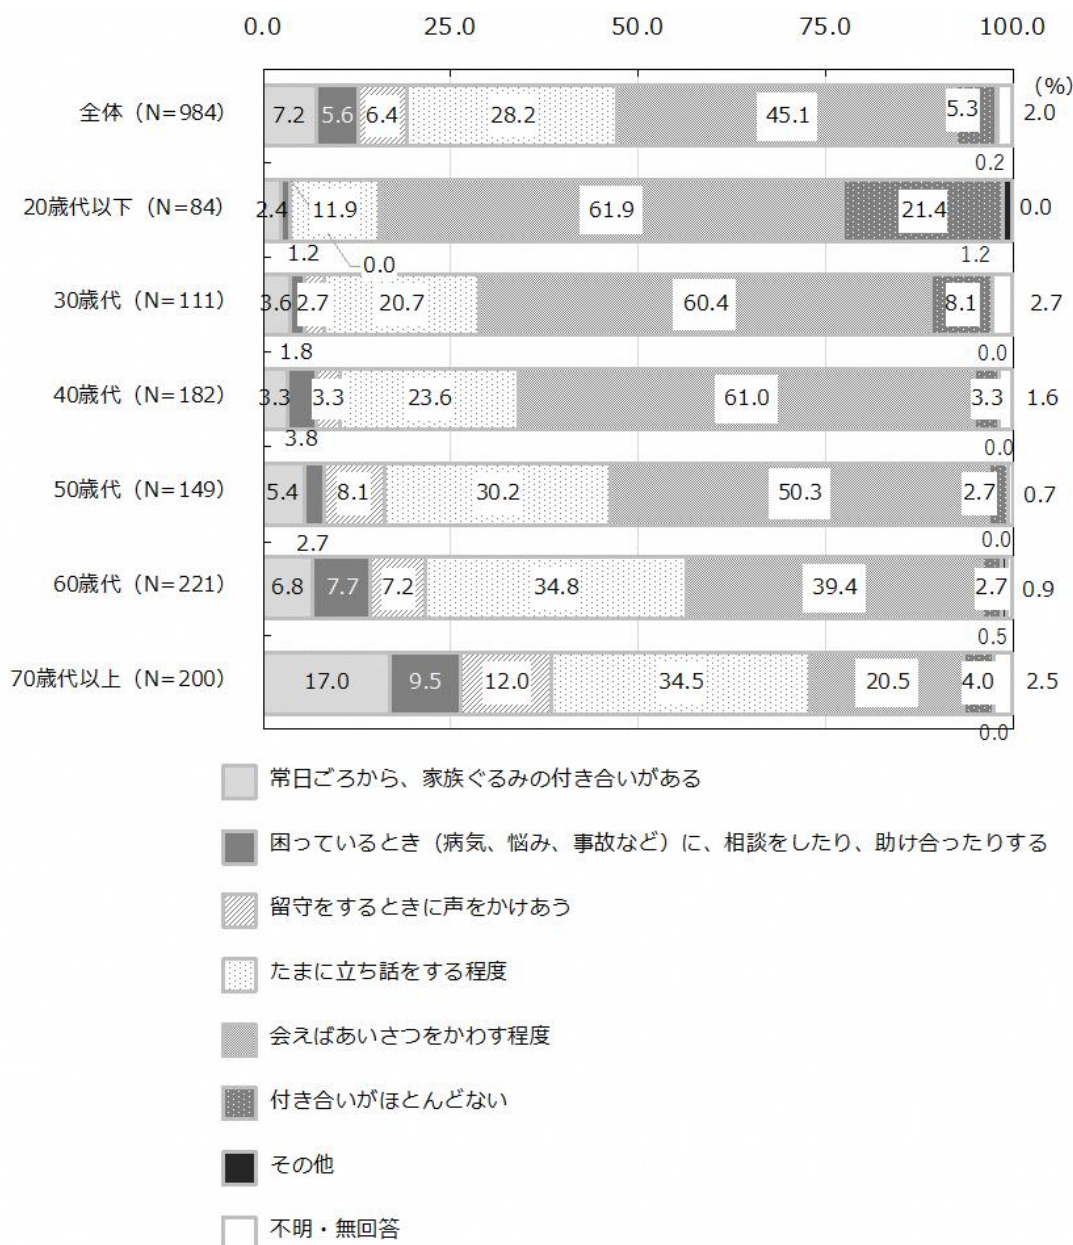 0.0 25.0 50.0 75.0 100.0
(%)
全体（N=984） 7.2 5.6 6.4 28.2 45.1 5.3 2.0
0.2
20歳代以下（N=84） 2.4 11.9 61.9 21.4 0.0
1.2 0.0 1.2
30歳代（N=111） 3.6 2.7 20.7 60.4 8.1 2.7
1.8 0.0
40歳代（N=182） 3.3 3.3 23.6 61.0 3.3 1.6
3.8 0.0
50歳代（N=149） 5.4 8.1 30.2 50.3 2.7 0.7
2.7 0.0
60歳代（N=221） 6.8 7.7 7.2 34.8 39.4 2.7 0.9
0.5
70歳代以上（N=200） 17.0 9.5 12.0 34.5 20.5 4.0 2.5
0.0
常日ごろから、家族ぐるみの付き合いがある
困っているとき（病気、悩み、事故など）に、相談をしたり、助け合ったりする
留守をするときに声をかけあう
たまに立ち話をする程度
会えばあいさつをかわす程度
付き合いがほとんどない
その他
不明・無回答